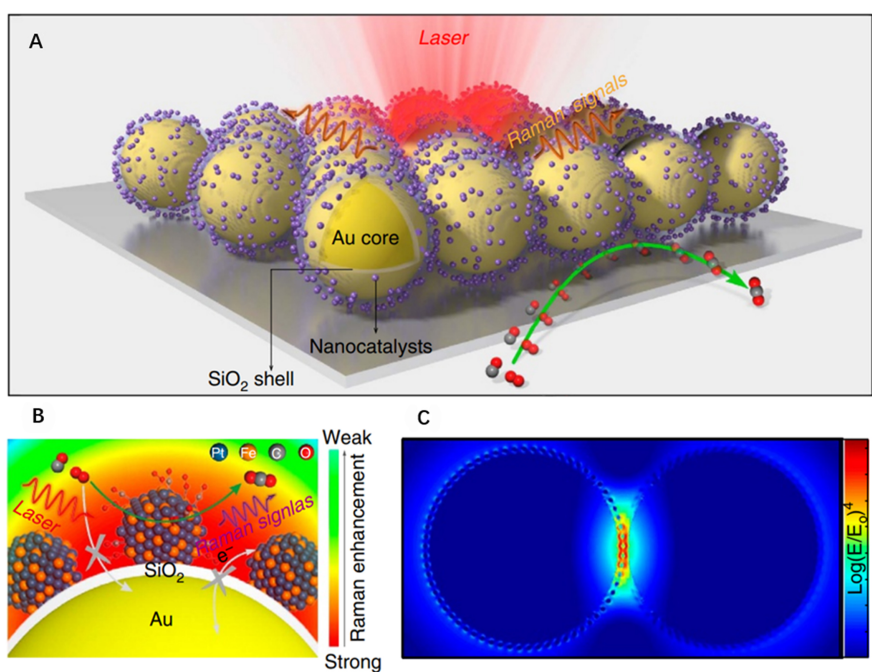 A
Laser
Raman signals
Au core
Nanocatalysts
SiO2 shell
B
C
Pt Fe C O
Weak
Laser
Raman signlas
e-
SiO2
Au
Raman enhancement
Strong
Log(E/Eo)4